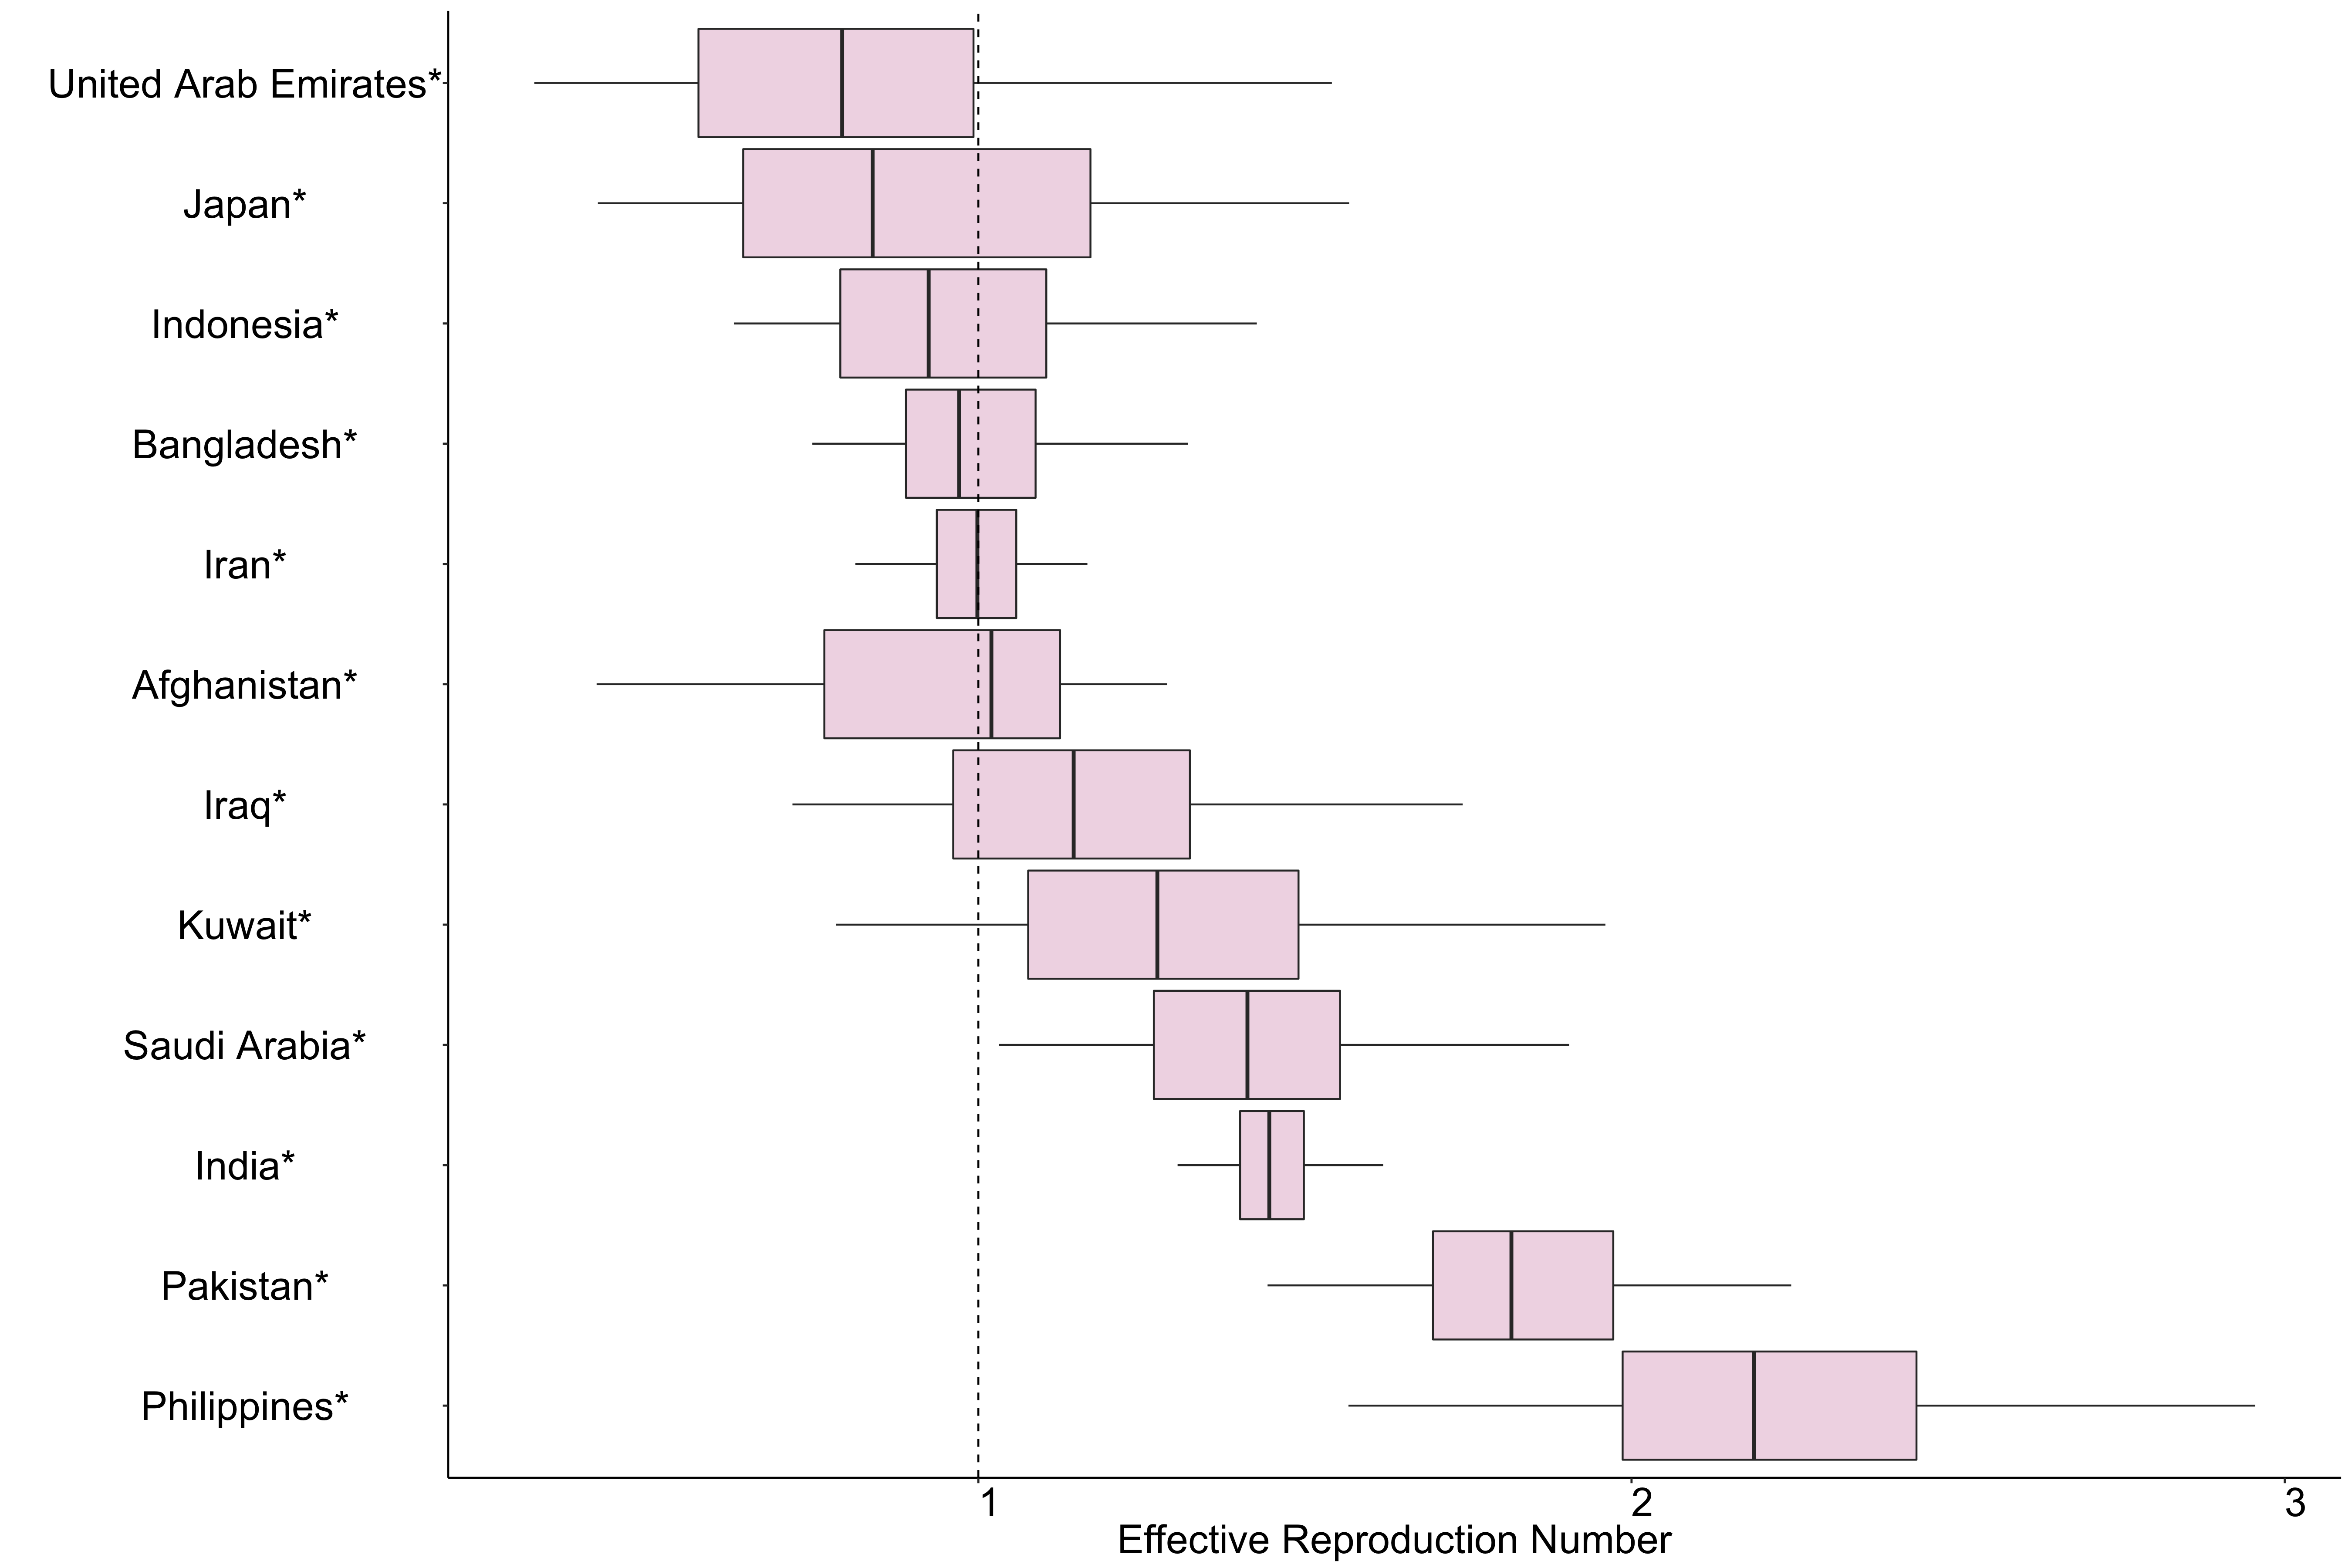 United Arab Emirates*
Japan*
Indonesia*
Bangladesh*
Iran*
Afghanistan*
Iraq*
Kuwait*
Saudi Arabia*
India*
Pakistan*
Philippines*
1 2 3
Effective Reproduction Number